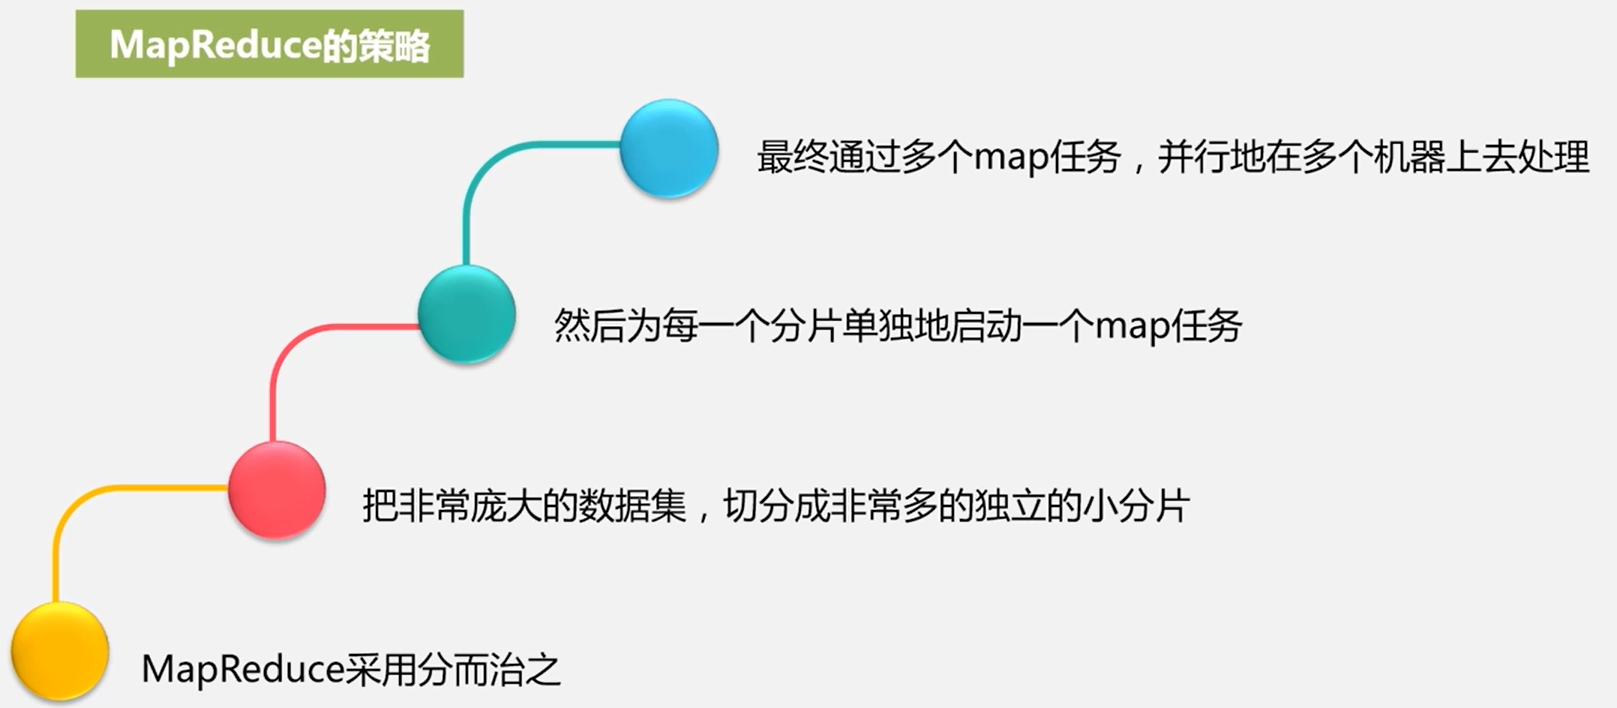 MapReduce的策略
最终通过多个map任务，并行地在多个机器上去处理
然后为每一个分片单独地启动一个map任务
把非常庞大的数据集，切分成非常多的独立的小分片
MapReduce采用分而治之